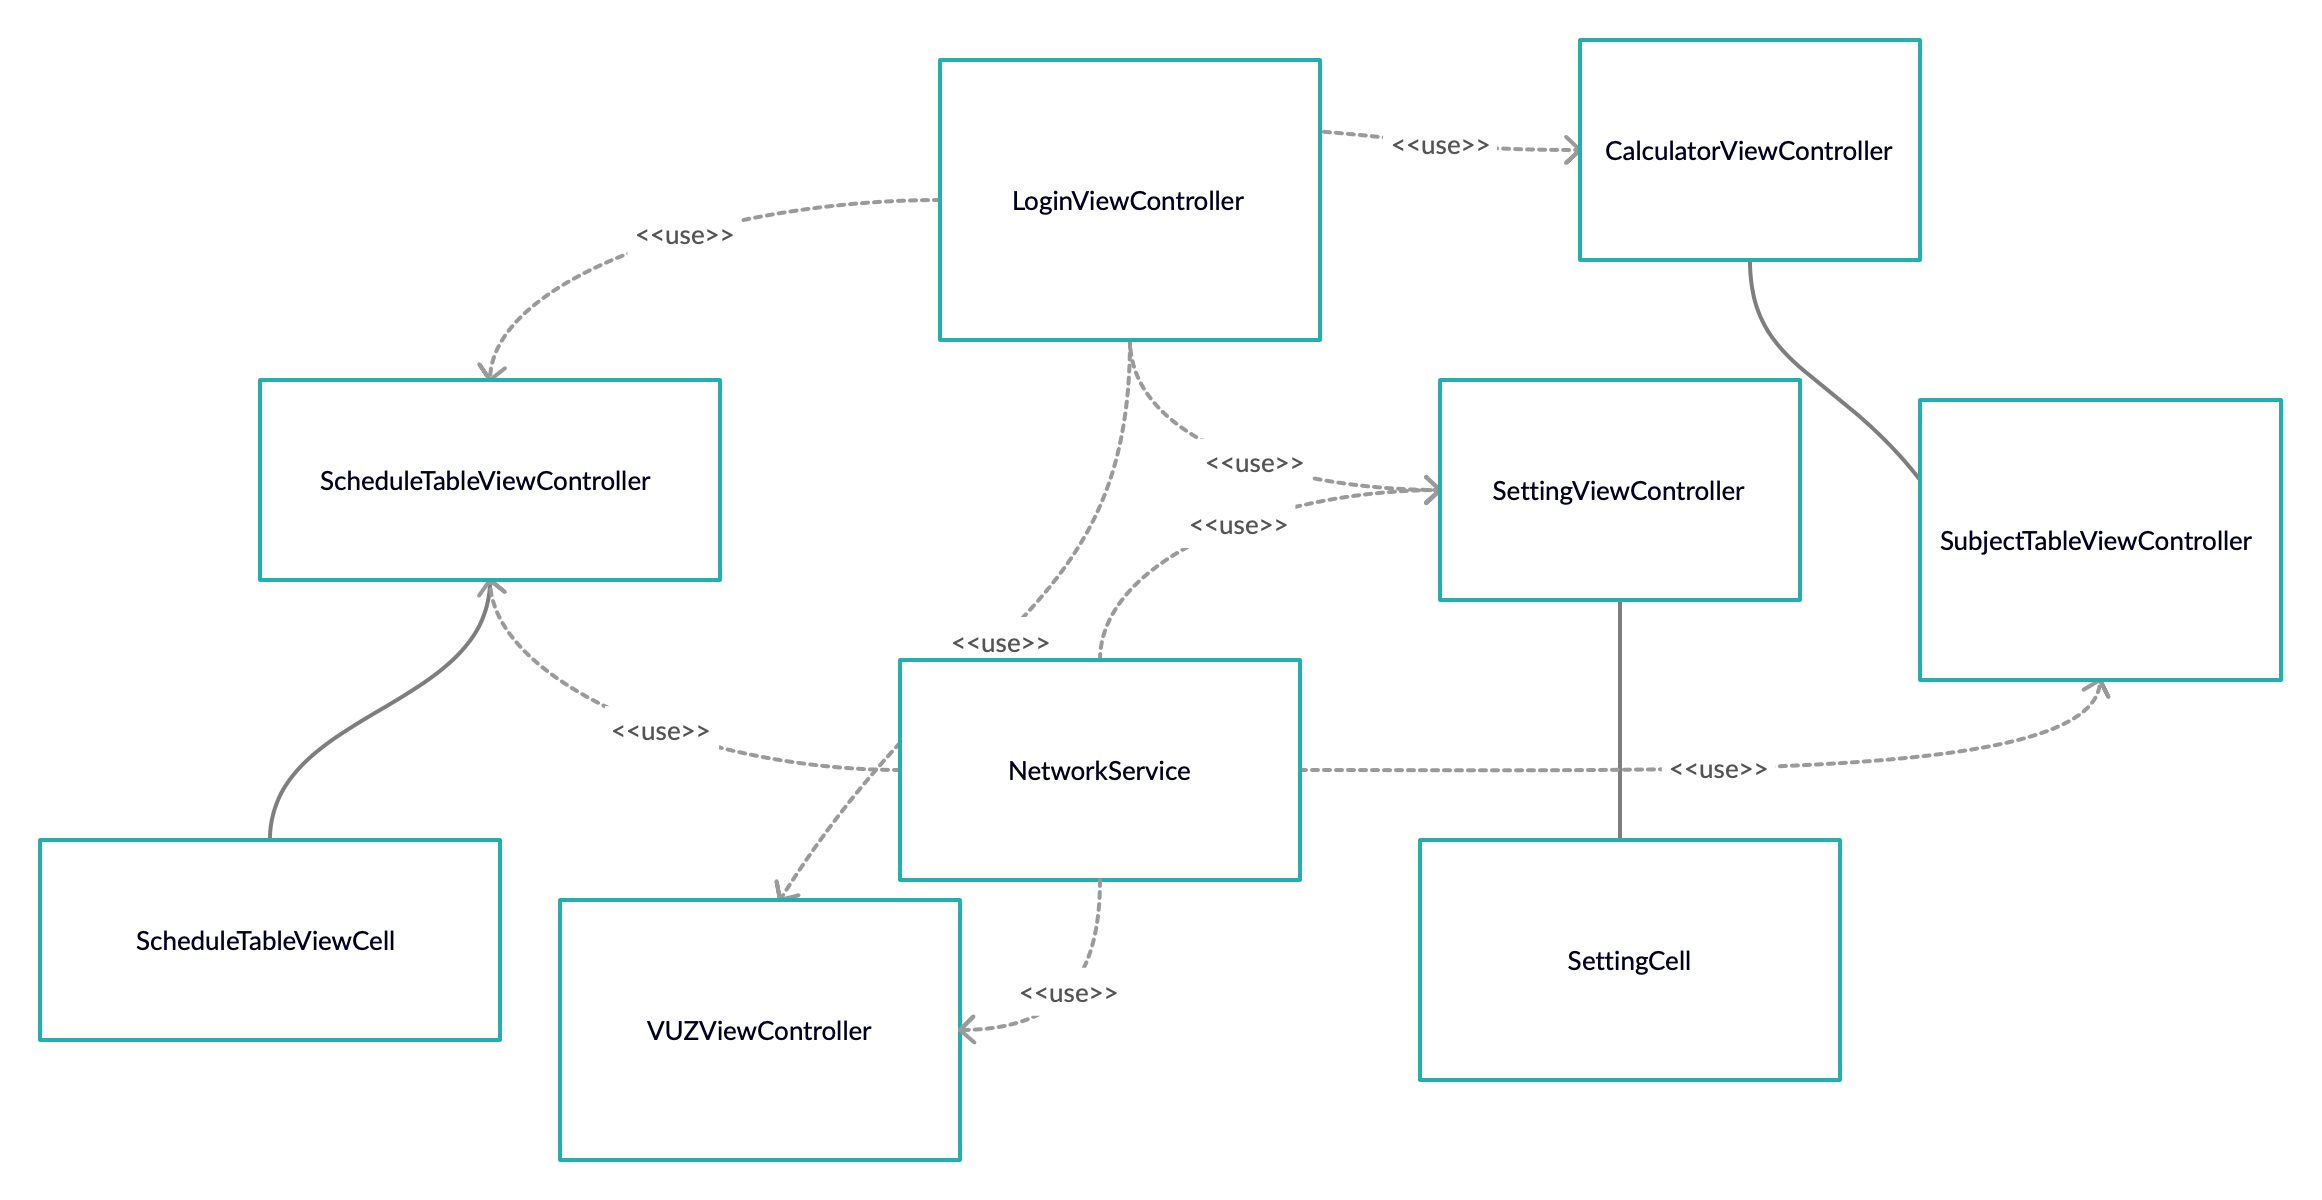 CalculatorViewController
<<use>>
LoginViewController
<<use>>
<<use>>
ScheduleTableViewController
SettingViewController
<<use>>
SubjectTableViewController
<<use>>
<<use>>
NetworkService
<<use>>
ScheduleTableViewCell
SettingCell
<<use>>
VUZViewController